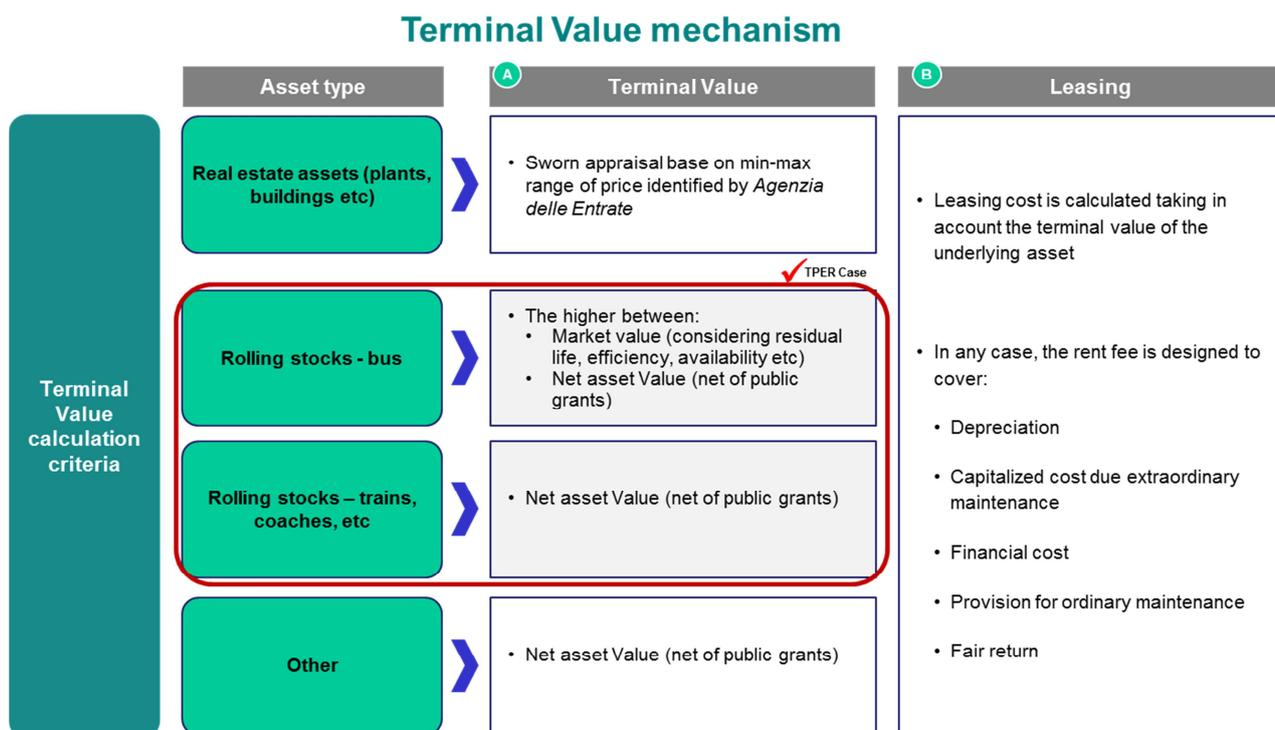 Terminal Value mechanism
Asset type
A
Terminal Value
B
Leasing
Terminal
Value
calculation
criteria
Real estate assets (plants,
buildings etc)
• Sworn appraisal base on min-max
range of price identified by Agenzia
delle Entrate
TPER Case
Rolling stocks - bus
• The higher between:
• Market value (considering residual
life, efficiency, availability etc)
• Net asset Value (net of public
grants)
Rolling stocks – trains,
coaches, etc
• Net asset Value (net of public grants)
Other
• Net asset Value (net of public grants)
• Leasing cost is calculated taking in
account the terminal value of the
underlying asset
• In any case, the rent fee is designed to
cover:
• Depreciation
• Capitalized cost due extraordinary
maintenance
• Financial cost
• Provision for ordinary maintenance
• Fair return